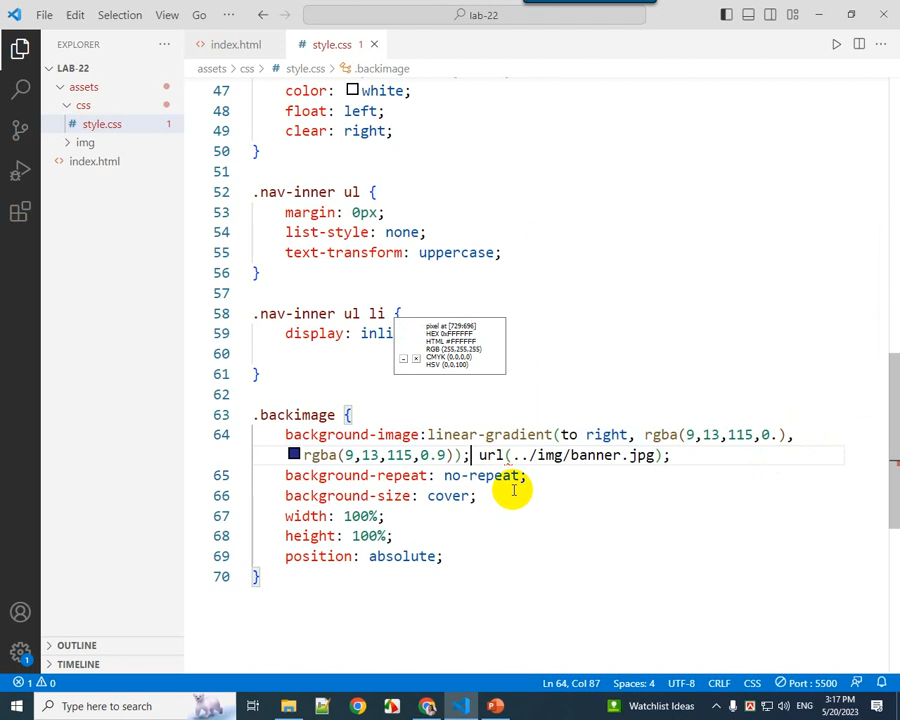 File Edit Selection View Go ··· lab-22
EXPLORER ···
index.html # style.css 1
LAB-22
assets > css > # style.css > .backimage
assets
css
# style.css 1
img
index.html
47 color: white;
48 float: left;
49 clear: right;
50 }
51
52 .nav-inner ul {
53 margin: 0px;
54 list-style: none;
55 text-transform: uppercase;
56 }
57
58 .nav-inner ul li {
59 display: inli
60
61 }
62
63 .backimage {
64 background-image:linear-gradient(to right, rgba(9,13,115,0.),
rgba(9,13,115,0.9)); url(../img/banner.jpg);
65 background-repeat: no-repeat;
66 background-size: cover;
67 width: 100%;
68 height: 100%;
69 position: absolute;
70 }
pixel at [729:696]
HEX 0xFFFFFF
HTML #FFFFFF
RGB (255,255,255)
CMYK (0,0,0,0)
HSV (0,0,100)
OUTLINE
TIMELINE
1
1 0 Ln 64, Col 87 Spaces: 4 UTF-8 CRLF CSS Port : 5500
Type here to search Watchlist Ideas 3:17 PM
5/20/2023